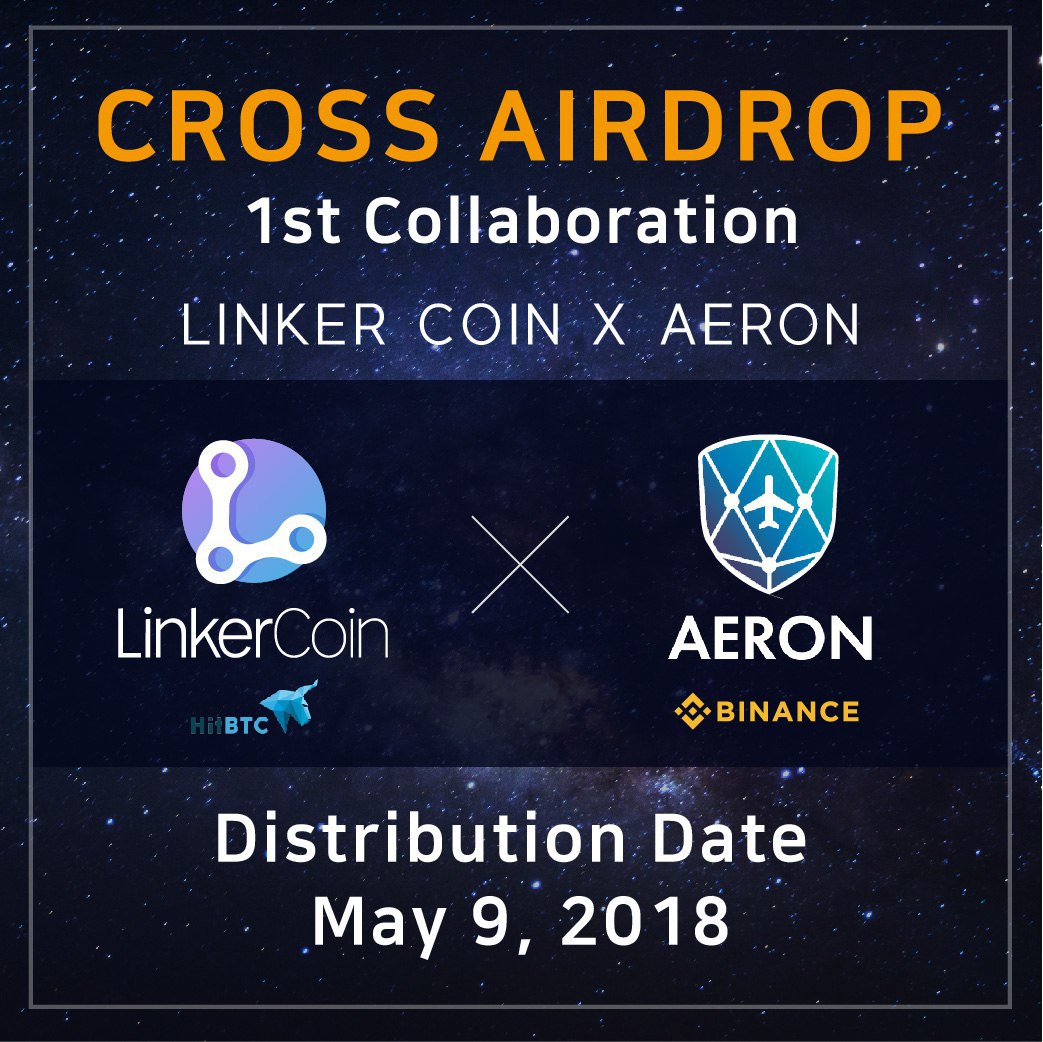 CROSS AIRDROP
1st Collaboration
LINKER COIN X AERON
LinkerCoin
AERON
HitBTC
BINANCE
Distribution Date
May 9, 2018